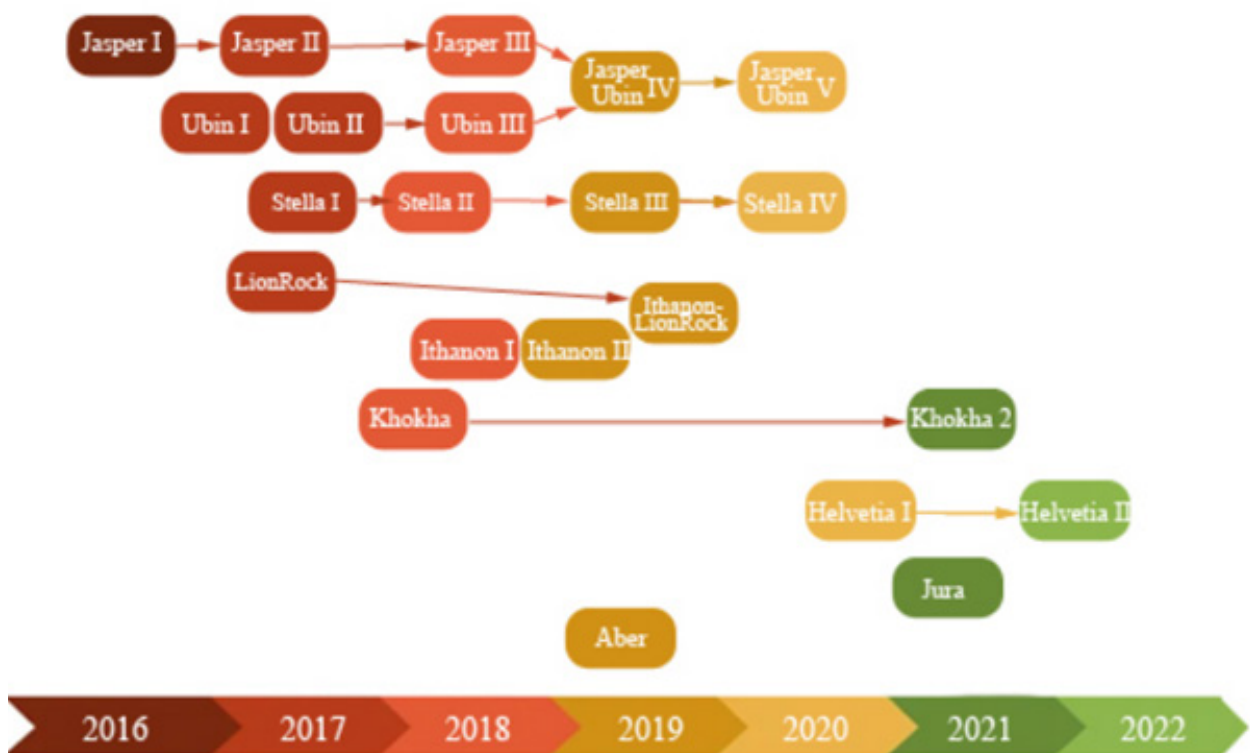 Jasper I
Jasper II
Jasper III
Jasper
Ubin IV
Jasper
Ubin V
Ubin I
Ubin II
Ubin III
Stella I
Stella II
Stella III
Stella IV
LionRock
Ithanon-
LionRock
Ithanon I
Ithanon II
Khokha
Khokha 2
Helvetia I
Helvetia II
Jura
Aber
2016
2017
2018
2019
2020
2021
2022